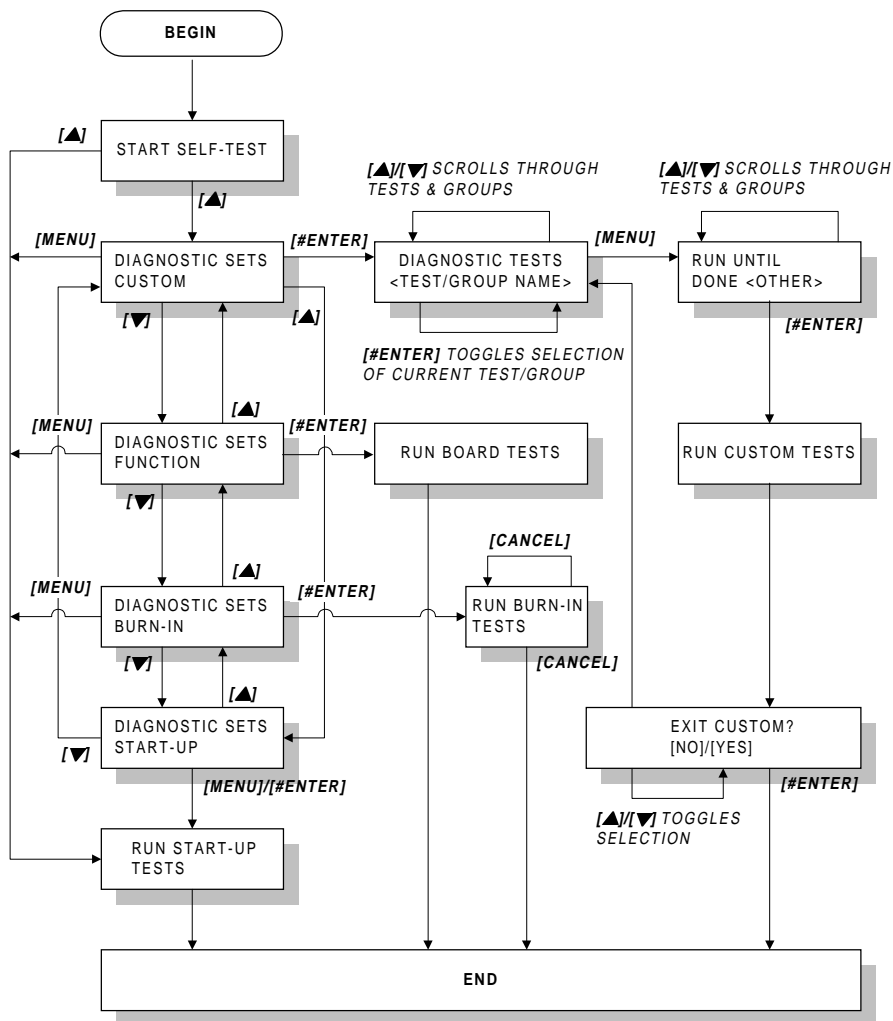 BEGIN
[▲]
START SELF-TEST
[▲]
[▲]/[▼] SCROLLS THROUGH
TESTS & GROUPS
[▲]/[▼] SCROLLS THROUGH
TESTS & GROUPS
[MENU]
DIAGNOSTIC SETS
CUSTOM
[#ENTER]
DIAGNOSTIC TESTS
<TEST/GROUP NAME>
[MENU]
RUN UNTIL
DONE <OTHER>
[▼]
[▲]
[#ENTER]
[#ENTER] TOGGLES SELECTION
OF CURRENT TEST/GROUP
[▲]
[MENU]
DIAGNOSTIC SETS
FUNCTION
[#ENTER]
RUN BOARD TESTS
RUN CUSTOM TESTS
[▼]
[CANCEL]
[▲]
[MENU]
DIAGNOSTIC SETS
BURN-IN
[#ENTER]
RUN BURN-IN
TESTS
[▼]
[CANCEL]
[▲]
DIAGNOSTIC SETS
START-UP
[▼]
EXIT CUSTOM?
[NO]/[YES]
[MENU]/[#ENTER]
[#ENTER]
[▲]/[▼] TOGGLES
SELECTION
RUN START-UP
TESTS
END